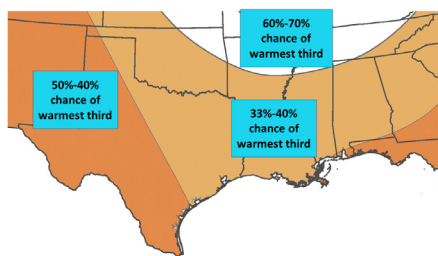 60%-70%
chance of
warmest third
50%-40%
chance of
warmest third
33%-40%
chance of
warmest third